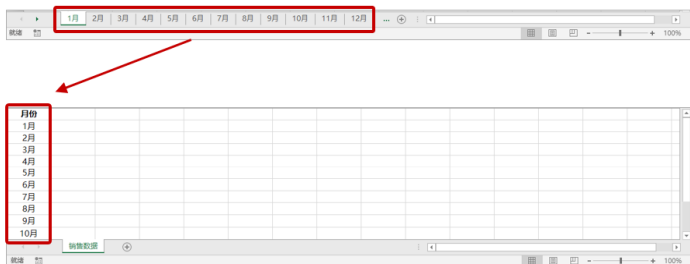 1月 2月 3月 4月 5月 6月 7月 8月 9月 10月 11月 12月 ...
就绪 100%
月份
1月
2月
3月
4月
5月
6月
7月
8月
9月
10月
销售数据
就绪 100%